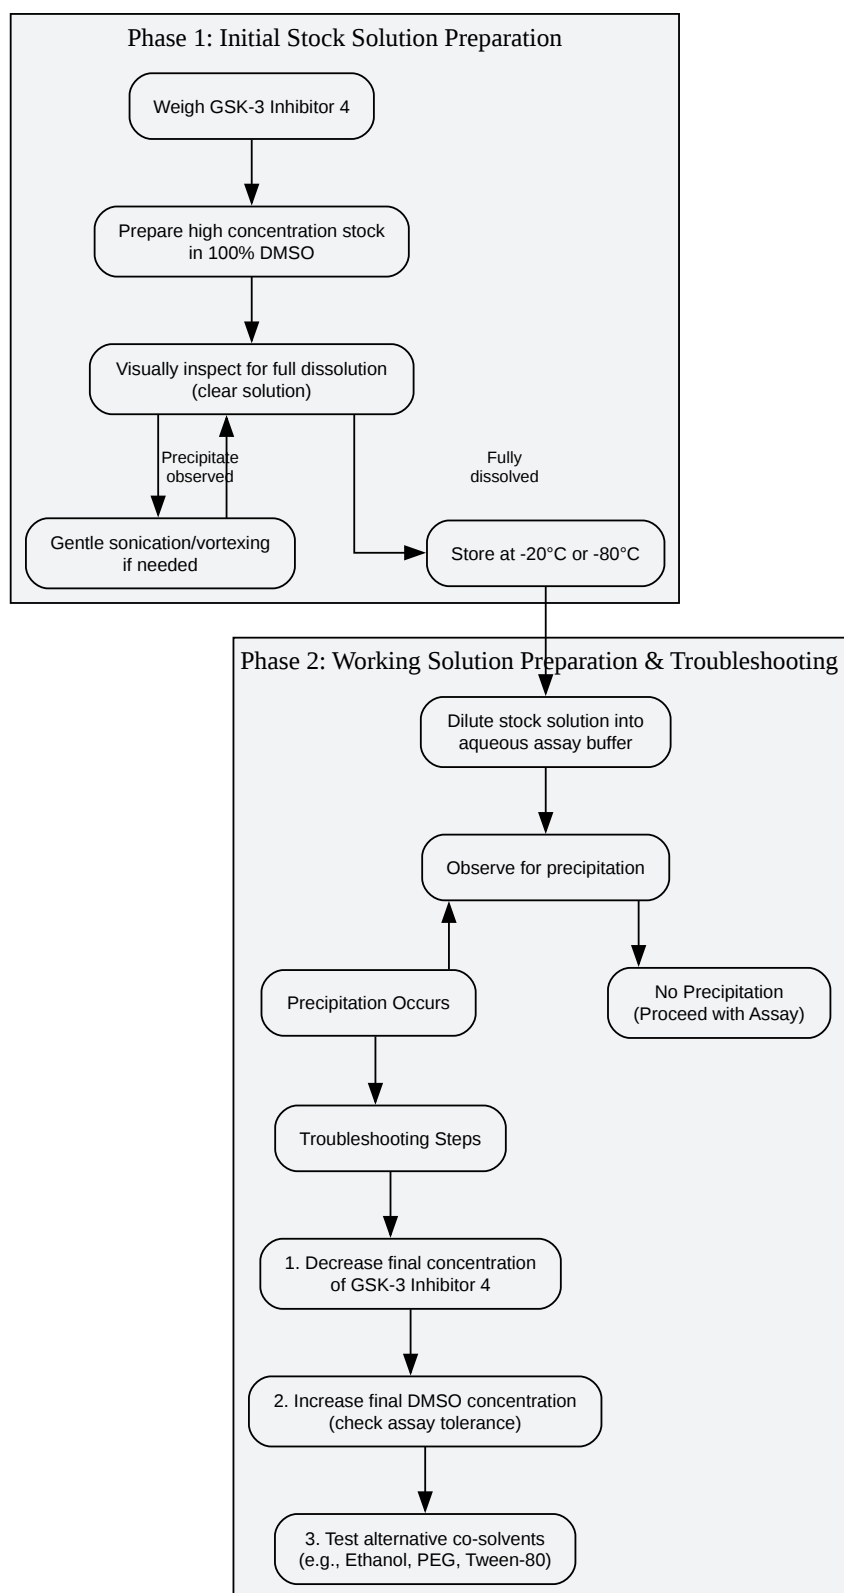 Phase 1: Initial Stock Solution Preparation
Weigh GSK-3 Inhibitor 4
Prepare high concentration stock
in 100% DMSO
Visually inspect for full dissolution
(clear solution)
Precipitate
observed
Fully
dissolved
Gentle sonication/vortexing
if needed
Store at -20°C or -80°C
Phase 2: Working Solution Preparation & Troubleshooting
Dilute stock solution into
aqueous assay buffer
Observe for precipitation
Precipitation Occurs
No Precipitation
(Proceed with Assay)
Troubleshooting Steps
1. Decrease final concentration
of GSK-3 Inhibitor 4
2. Increase final DMSO concentration
(check assay tolerance)
3. Test alternative co-solvents
(e.g., Ethanol, PEG, Tween-80)